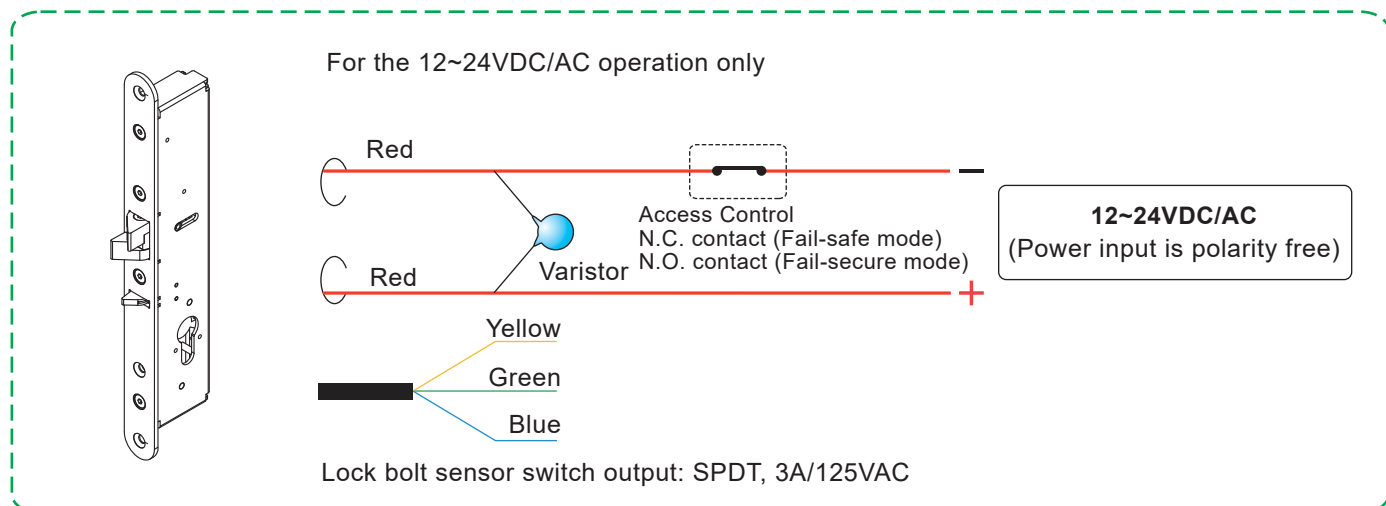 For the 12~24VDC/AC operation only
Red
Access Control
N.C. contact (Fail-safe mode)
N.O. contact (Fail-secure mode)
−
12~24VDC/AC
(Power input is polarity free)
Red
Varistor
+
Yellow
Green
Blue
Lock bolt sensor switch output: SPDT, 3A/125VAC